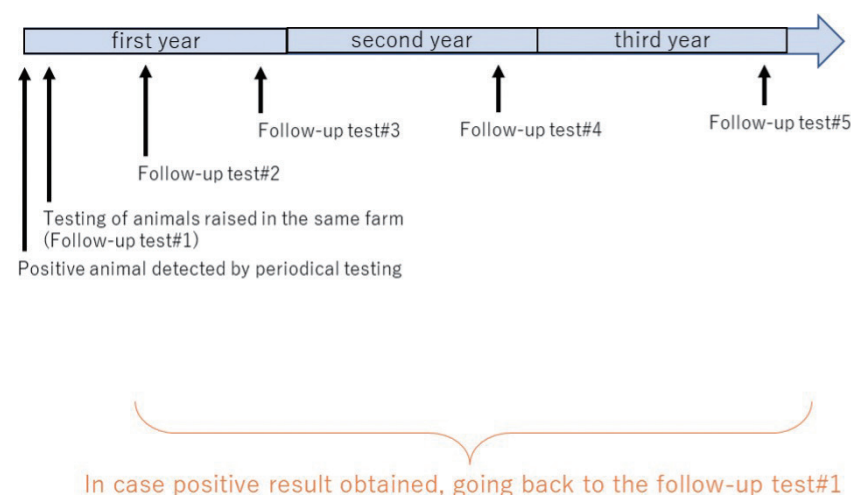 first year
second year
third year
Follow-up test#3
Follow-up test#4
Follow-up test#5
Follow-up test#2
Testing of animals raised in the same farm
(Follow-up test#1)
Positive animal detected by periodical testing
In case positive result obtained, going back to the follow-up test#1